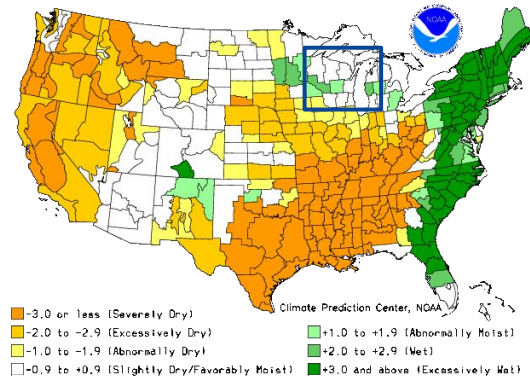 NOAA
Climate Prediction Center, NOAA
-3.0 or less (Severely Dry)
-2.0 to -2.9 (Excessively Dry)
-1.0 to -1.9 (Abnormally Dry)
-0.9 to +0.9 (Slightly Dry/Favorably Moist)
+1.0 to +1.9 (Abnormally Moist)
+2.0 to +2.9 (Wet)
+3.0 and above (Excessively Wet)